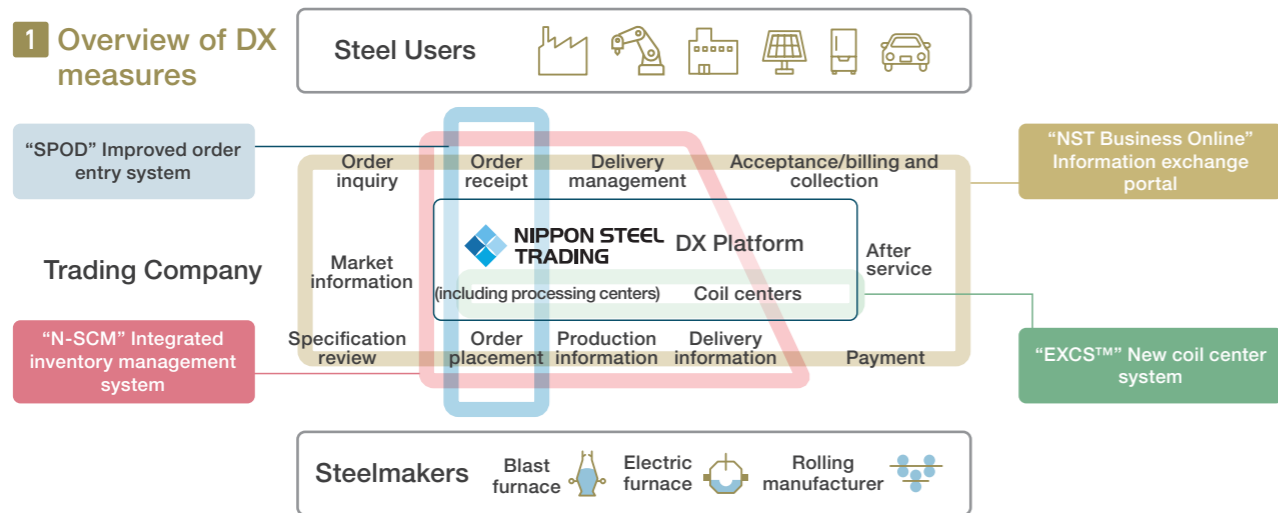 1 Overview of DX
measures
Steel Users
“SPOD” Improved order
entry system
“NST Business Online”
Information exchange
portal
Order
inquiry
Order
receipt
Delivery
management
Acceptance/billing and
collection
Trading Company
Market
information
NIPPON STEEL
TRADING
DX Platform
(including processing centers)
Coil centers
After
service
“N-SCM” Integrated
inventory management
system
Specification
review
Order
placement
Production
information
Delivery
information
Payment
“EXCS™” New coil center
system
Steelmakers
Blast
furnace
Electric
furnace
Rolling
manufacturer